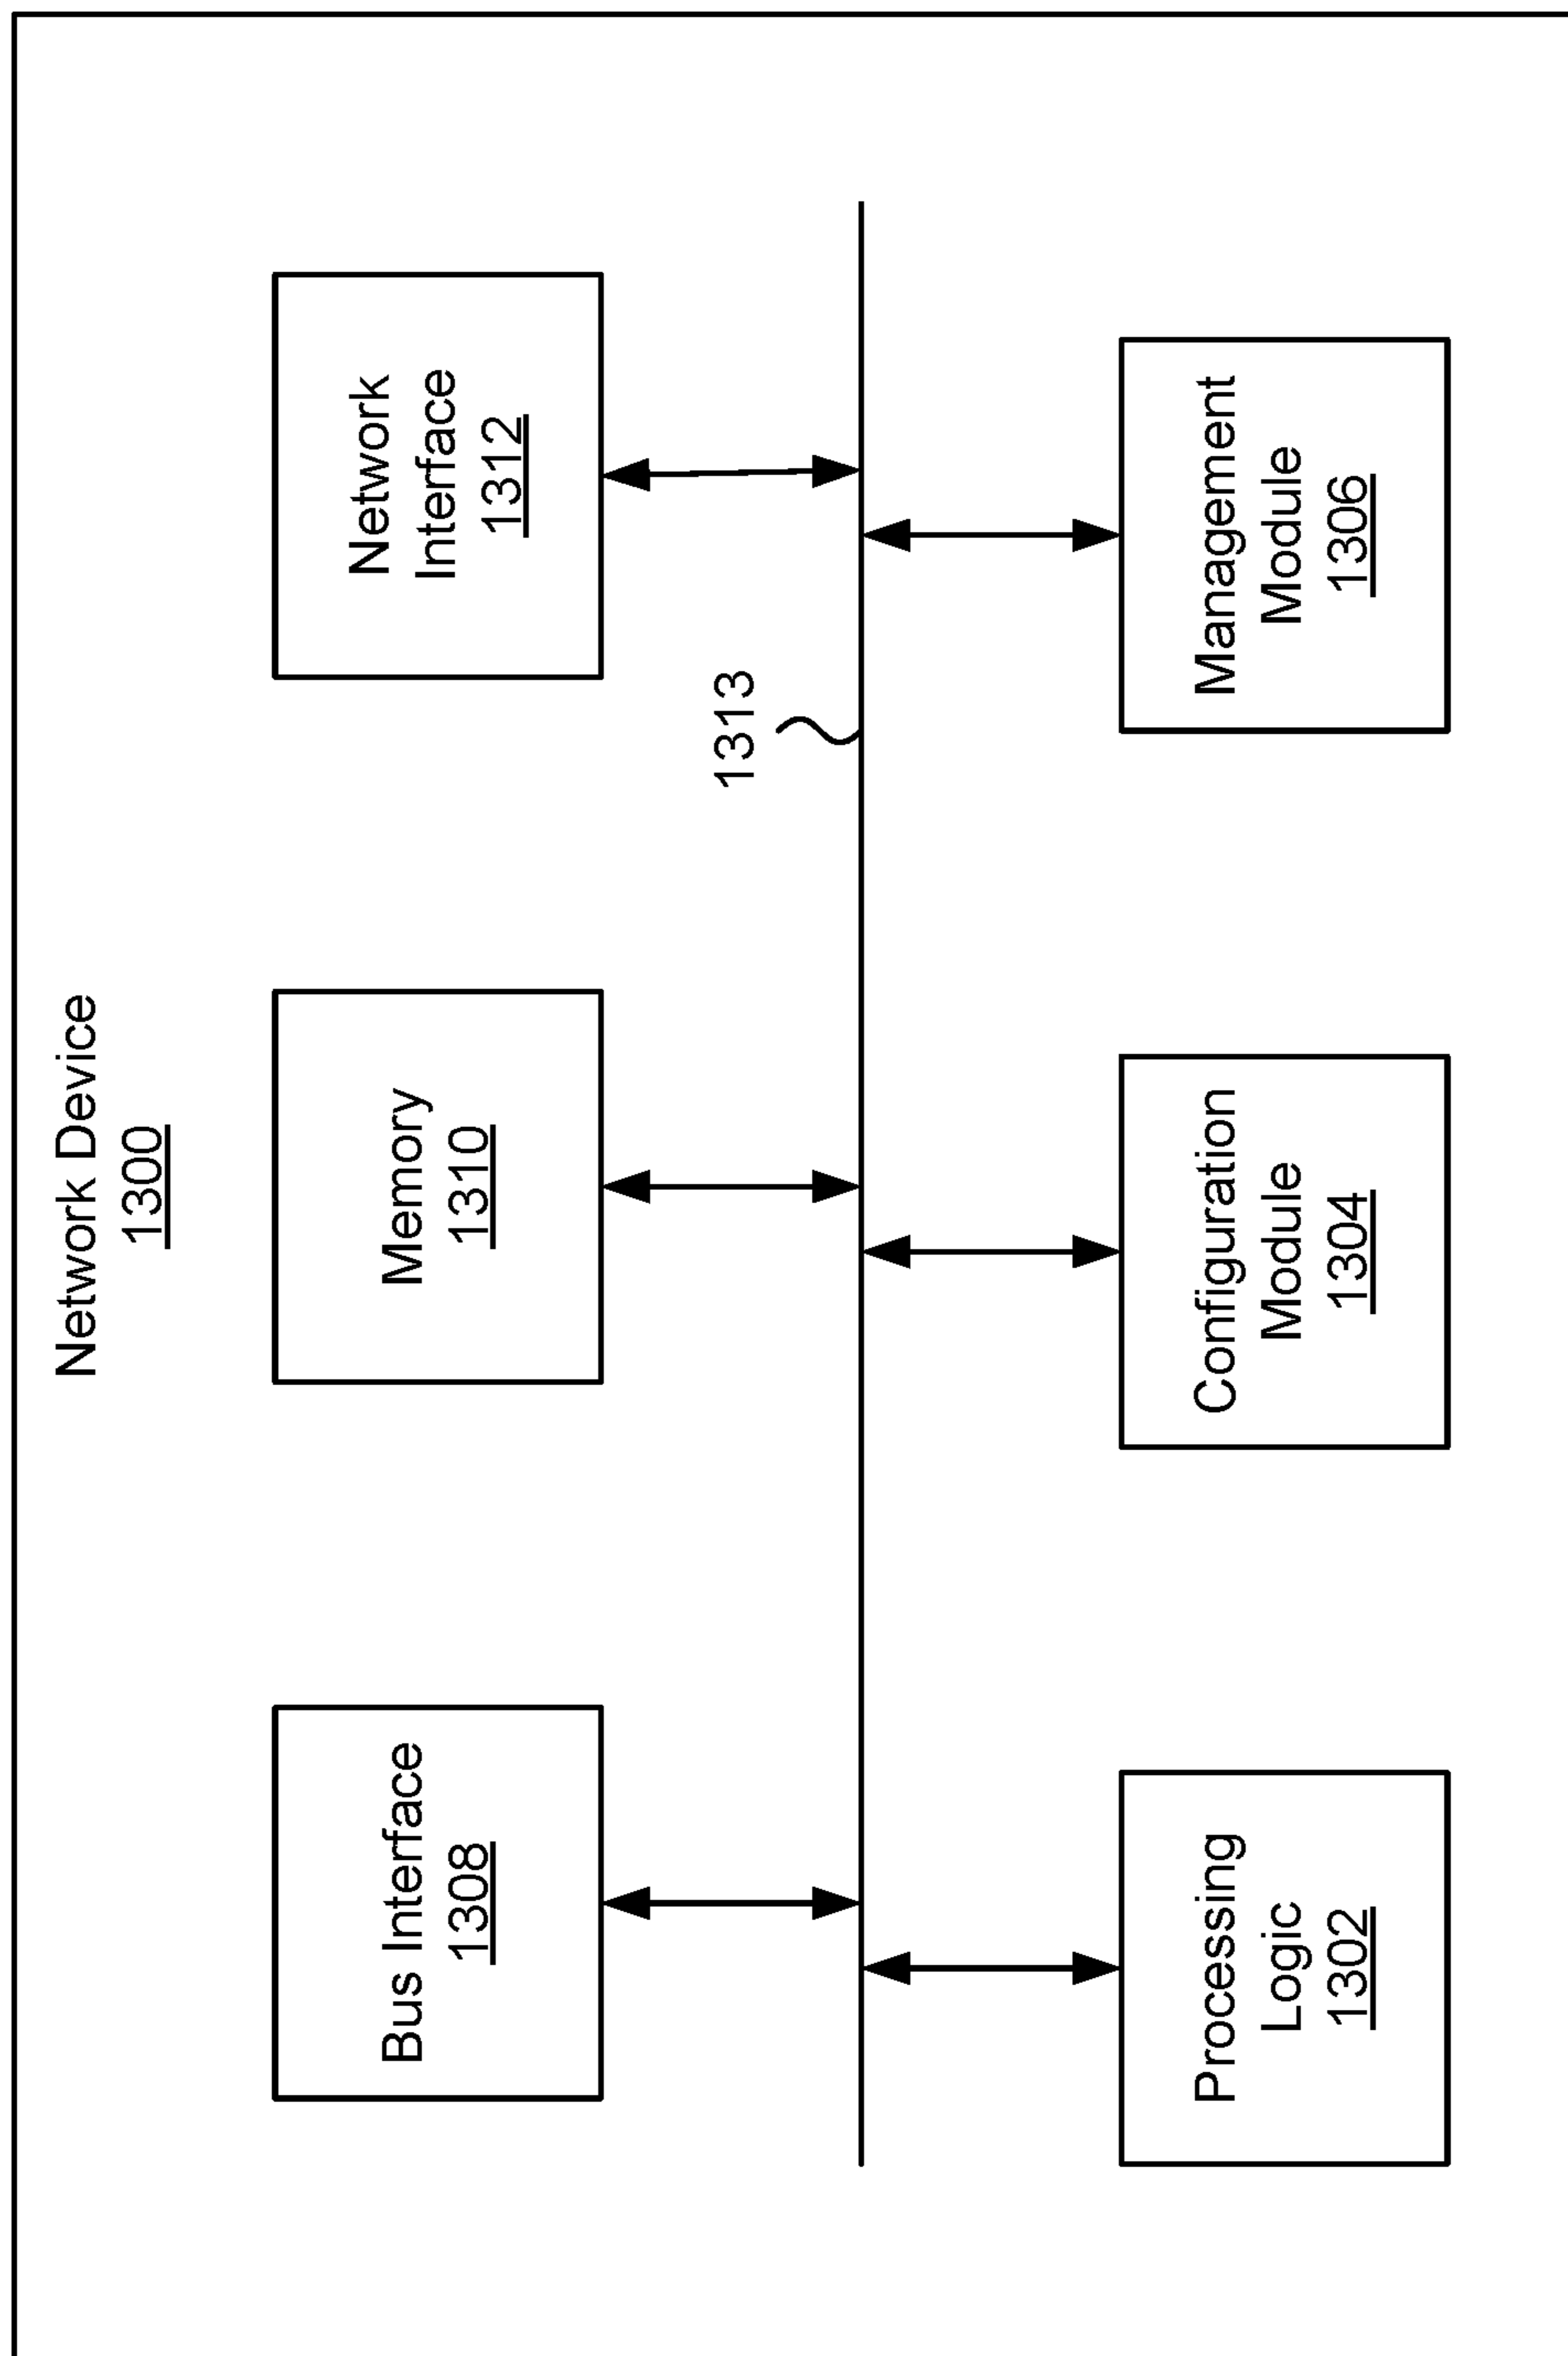 Network Device
1300
Bus Interface
1308
Memory
1310
Network
Interface
1312
1313
Processing
Logic
1302
Configuration
Module
1304
Management
Module
1306